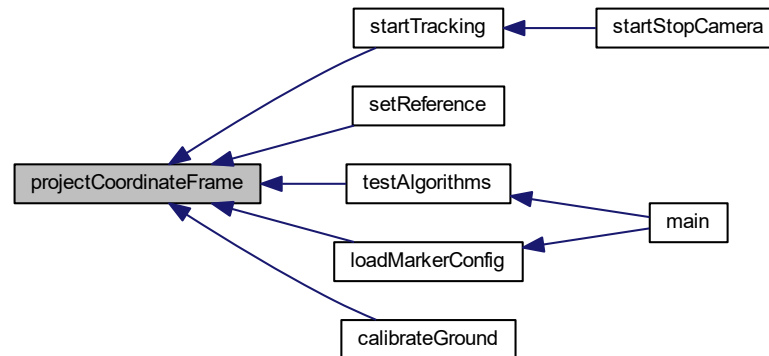 startTracking
startStopCamera
setReference
projectCoordinateFrame
testAlgorithms
main
loadMarkerConfig
calibrateGround